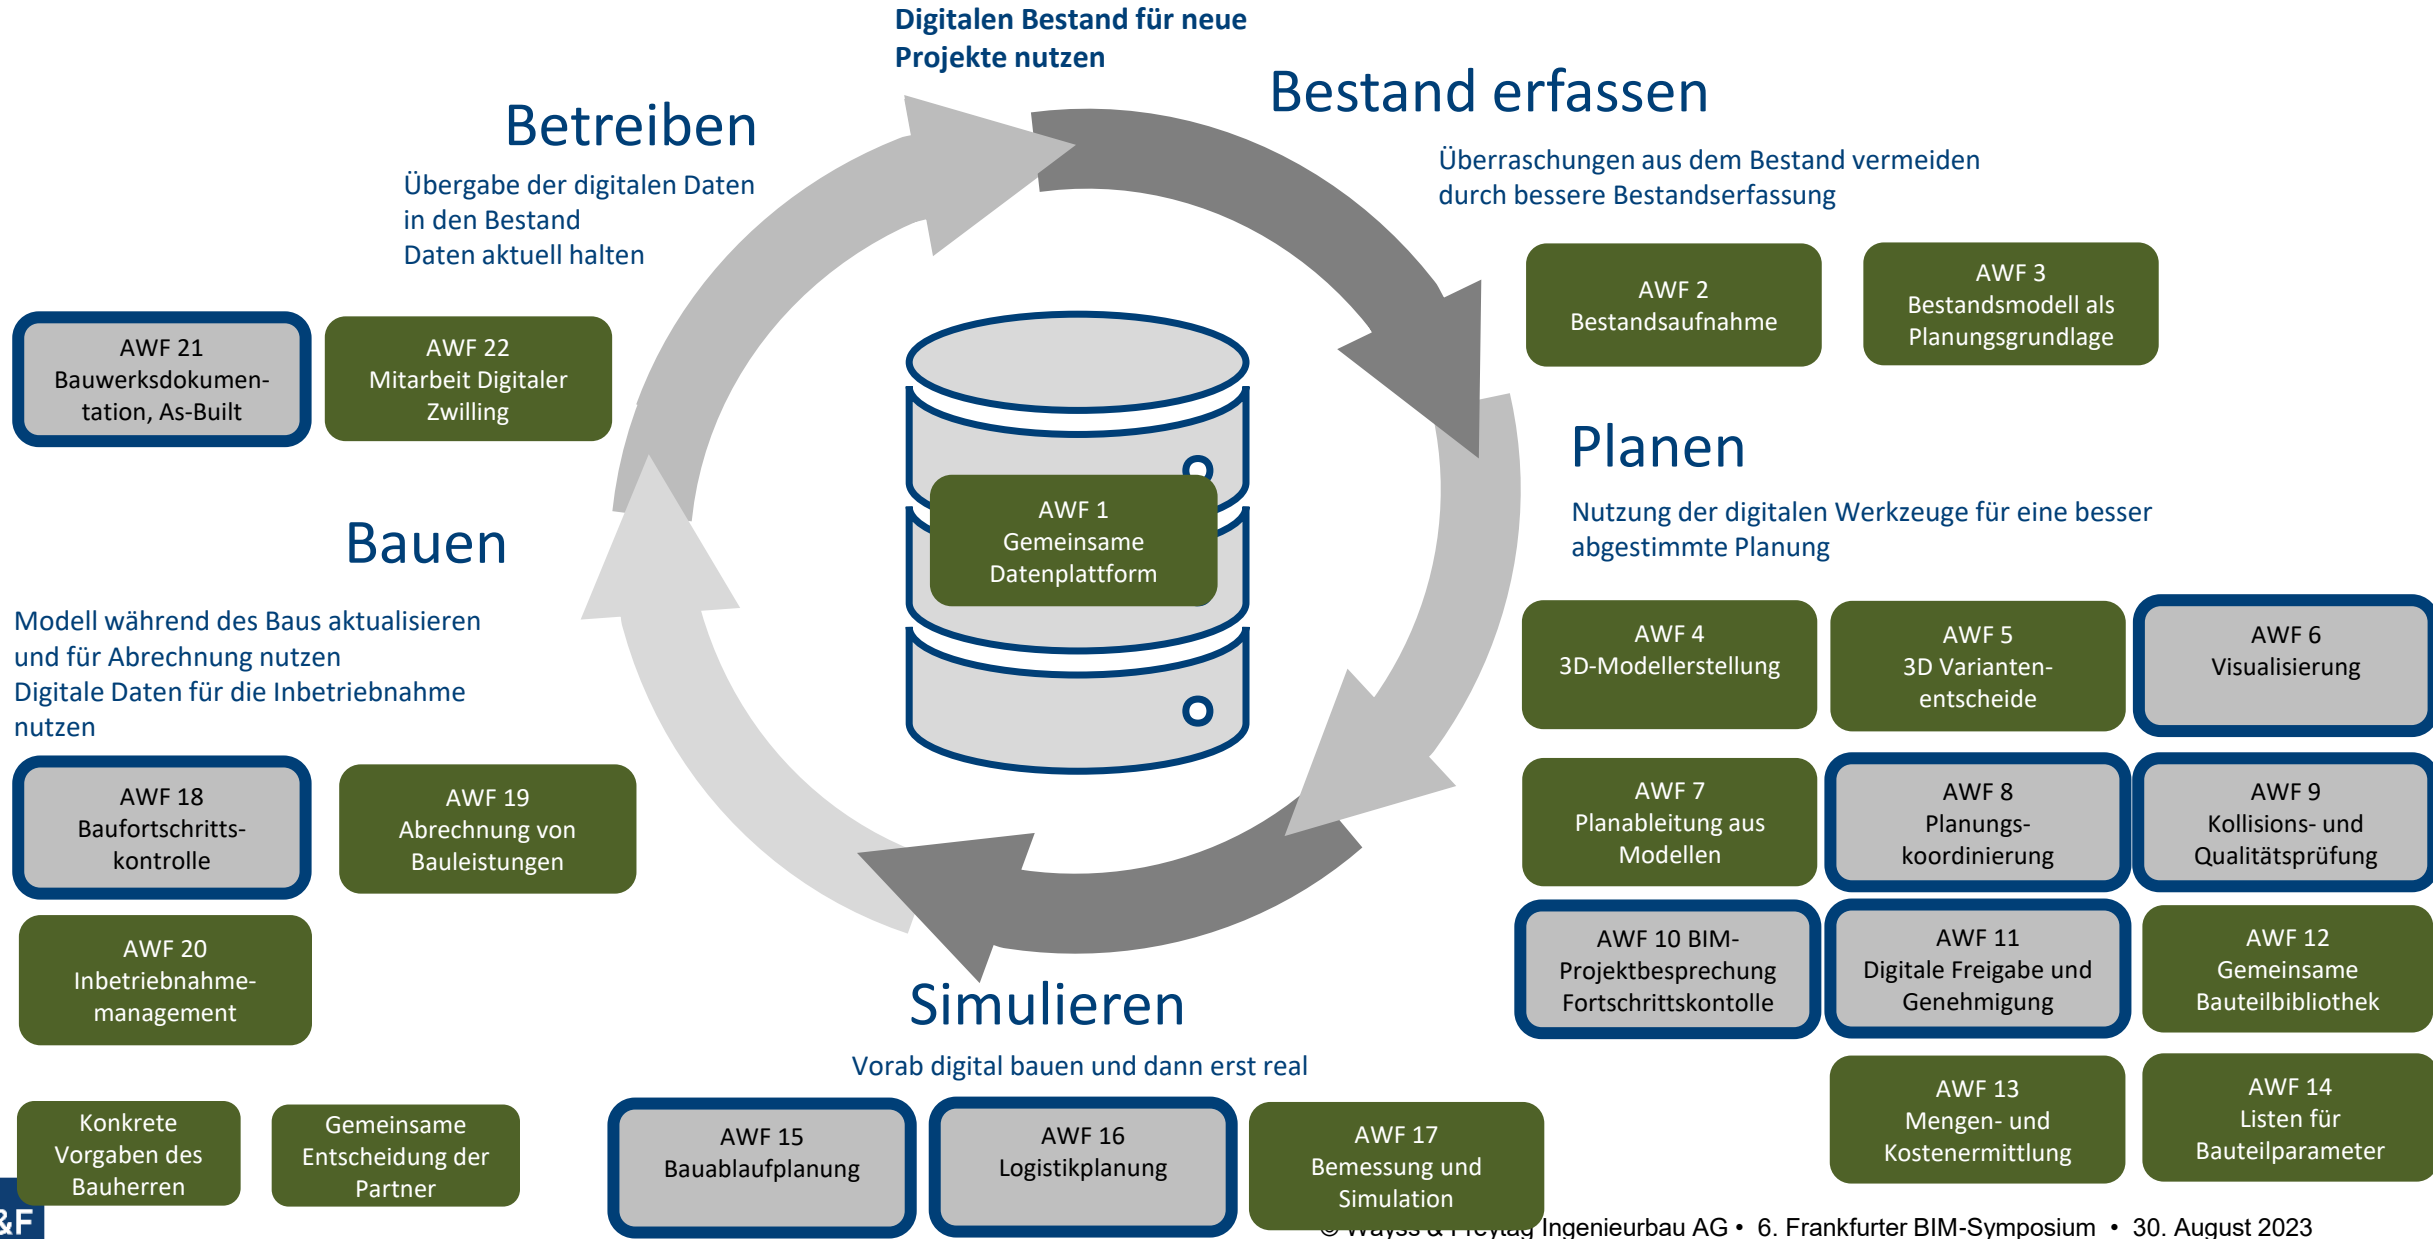 Digitalen Bestand für neue
Projekte nutzen
Bestand erfassen
Überraschungen aus dem Bestand vermeiden
durch bessere Bestandserfassung
AWF 2
Bestandsaufnahme
AWF 3
Bestandsmodell als
Planungsgrundlage
Betreiben
Übergabe der digitalen Daten
in den Bestand
Daten aktuell halten
AWF 21
Bauwerksdokumen-
tation, As-Built
AWF 22
Mitarbeit Digitaler
Zwilling
AWF 1
Gemeinsame
Datenplattform
Planen
Nutzung der digitalen Werkzeuge für eine besser
abgestimmte Planung
AWF 4
3D-Modellerstellung
AWF 5
3D Varianten-
entscheide
AWF 6
Visualisierung
AWF 7
Planableitung aus
Modellen
AWF 8
Planungs-
koordinierung
AWF 9
Kollisions- und
Qualitätsprüfung
AWF 10 BIM-
Projektbesprechung
Fortschrittskontolle
AWF 11
Digitale Freigabe und
Genehmigung
AWF 12
Gemeinsame
Bauteilbibliothek
AWF 13
Mengen- und
Kostenermittlung
AWF 14
Listen für
Bauteilparameter
Bauen
Modell während des Baus aktualisieren
und für Abrechnung nutzen
Digitale Daten für die Inbetriebnahme
nutzen
AWF 18
Baufortschritts-
kontrolle
AWF 19
Abrechnung von
Bauleistungen
AWF 20
Inbetriebnahme-
management
Simulieren
Vorab digital bauen und dann erst real
AWF 15
Bauablaufplanung
AWF 16
Logistikplanung
AWF 17
Bemessung und
Simulation
Konkrete
Vorgaben des
Bauherren
Gemeinsame
Entscheidung der
Partner
&F
© Wayss & Freytag Ingenieurbau AG • 6. Frankfurter BIM-Symposium • 30. August 2023